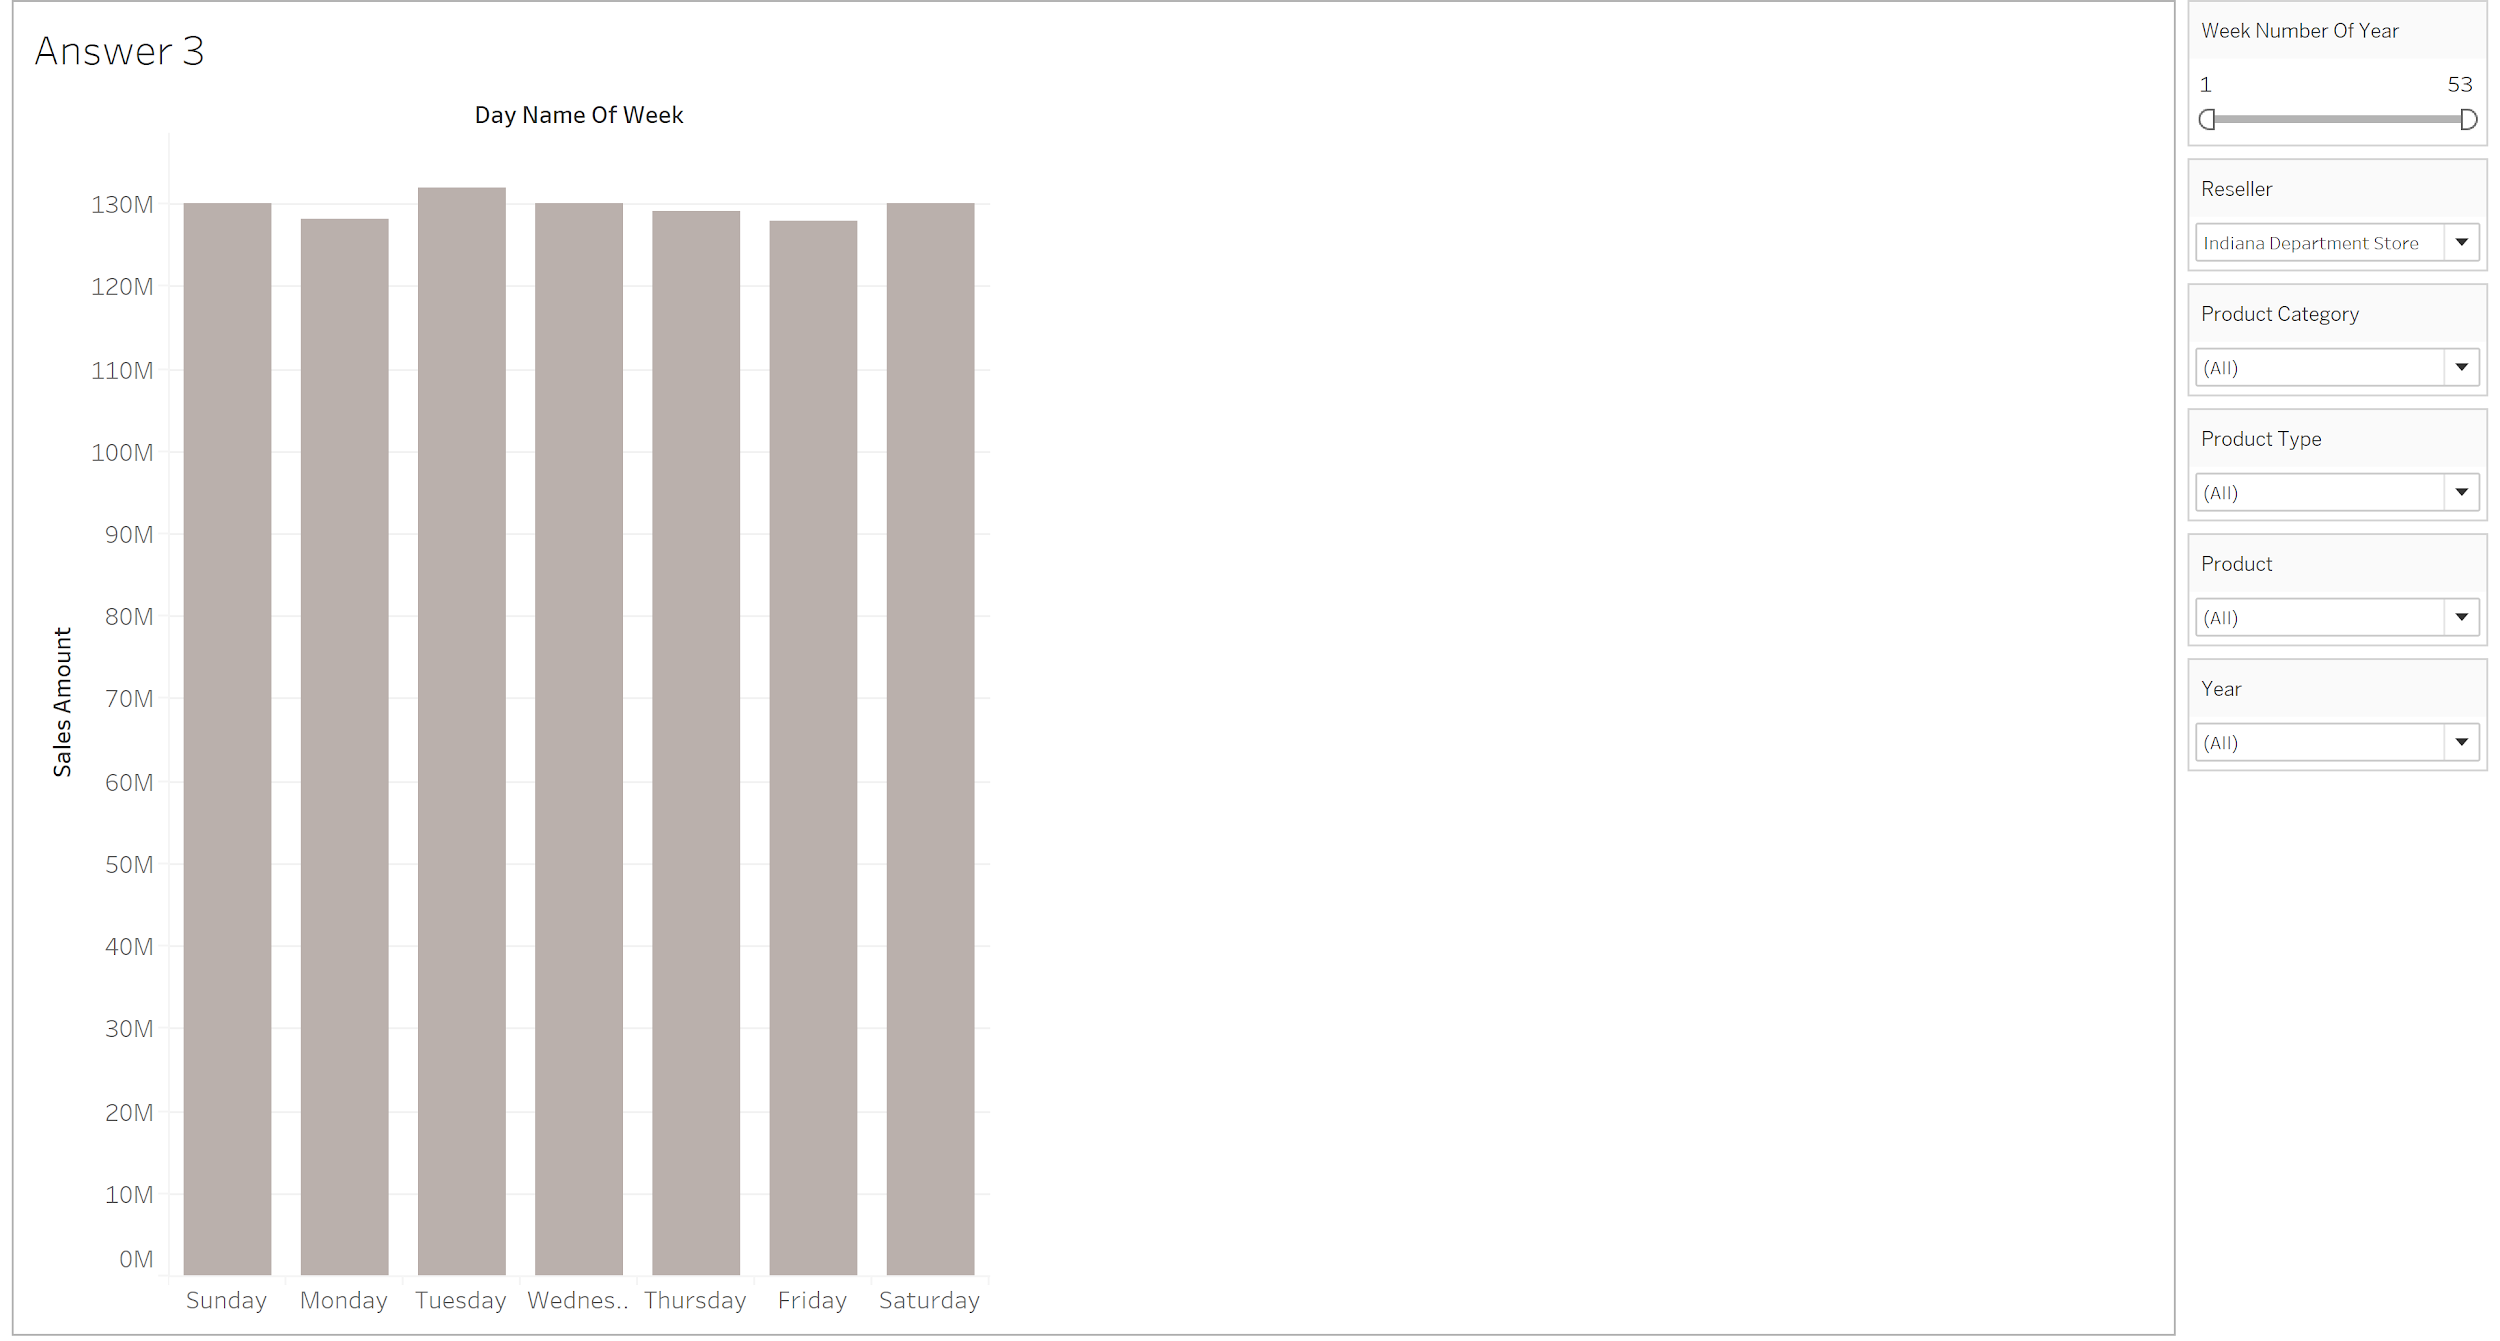 Answer 3
Day Name Of Week
130M
120M
110M
100M
90M
80M
70M
60M
50M
40M
30M
20M
10M
0M
Sales Amount
Sunday Monday Tuesday Wednes.. Thursday Friday Saturday
Week Number Of Year
1 53
Reseller
Indiana Department Store
Product Category
(All)
Product Type
(All)
Product
(All)
Year
(All)